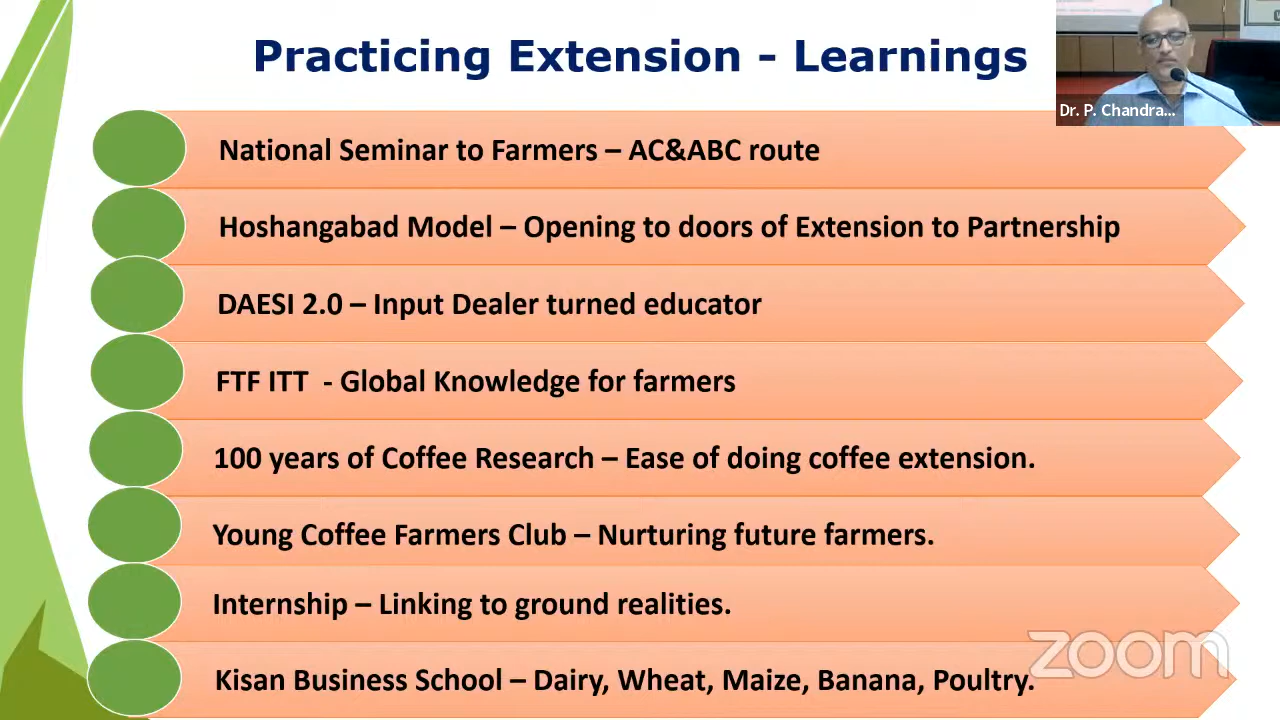 Practicing Extension - Learnings
Dr. P. Chandra...
National Seminar to Farmers – AC&ABC route
Hoshangabad Model – Opening to doors of Extension to Partnership
DAESI 2.0 – Input Dealer turned educator
FTF ITT - Global Knowledge for farmers
100 years of Coffee Research – Ease of doing coffee extension.
Young Coffee Farmers Club – Nurturing future farmers.
Internship – Linking to ground realities.
Kisan Business School – Dairy, Wheat, Maize, Banana, Poultry.
zoom